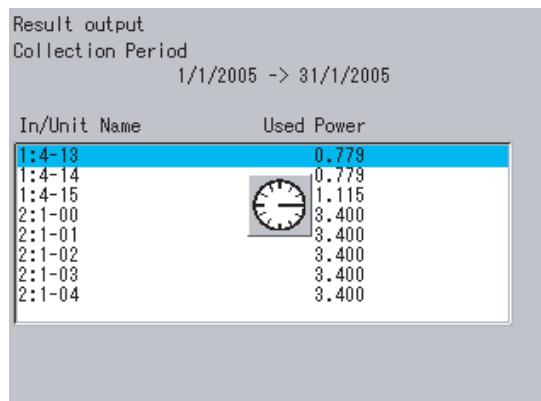 Result output
Collection Period
1/1/2005 -> 31/1/2005
In/Unit Name Used Power
1:4-13 0.779
1:4-14 0.779
1:4-15 1.115
2:1-00 3.400
2:1-01 3.400
2:1-02 3.400
2:1-03 3.400
2:1-04 3.400